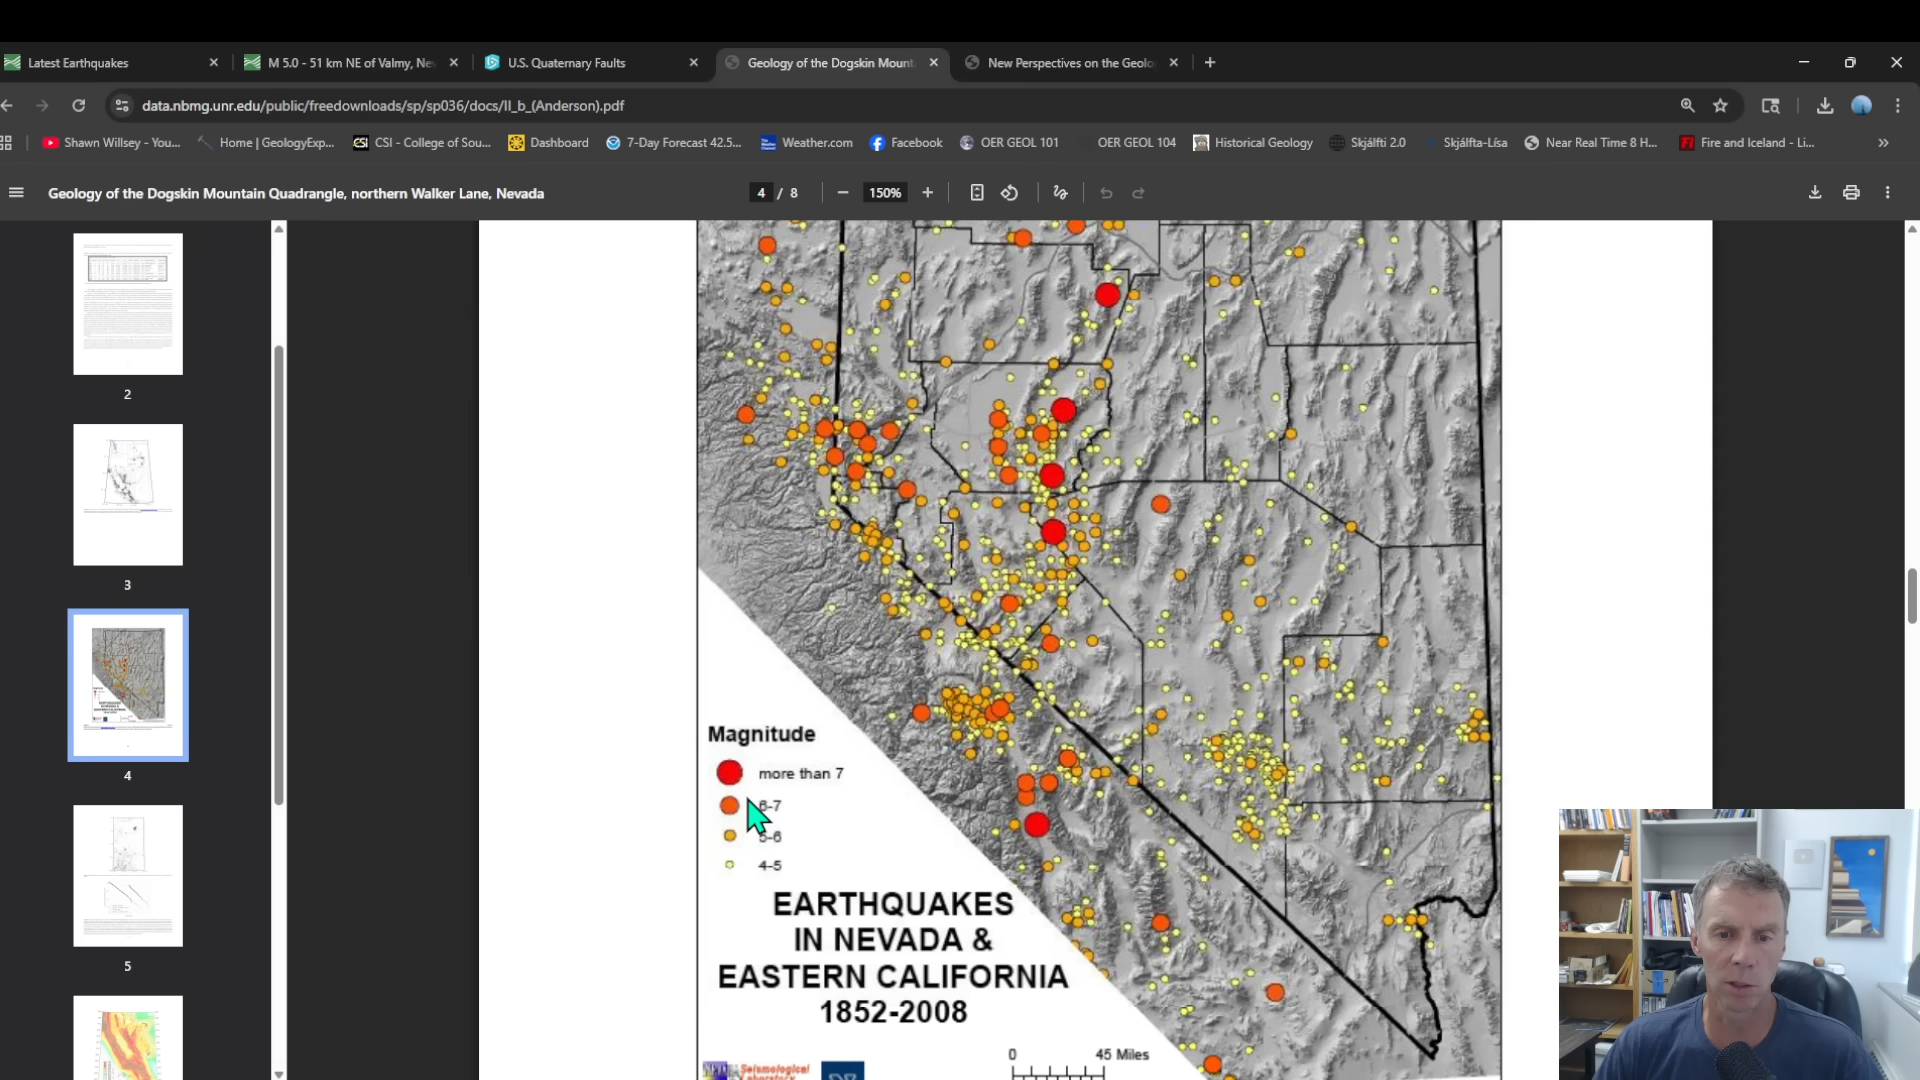 Latest Earthquakes
M 5.0 - 51 km NE of Valmy, Ne
U.S. Quaternary Faults
Geology of the Dogskin Mount
New Perspectives on the Geolo
data.nbmg.unr.edu/public/freedownloads/sp/sp036/docs/II_b_(Anderson).pdf
Shawn Willsey - You...
Home | GeologyExp...
CSI - College of Sou...
Dashboard
7-Day Forecast 42.5...
Weather.com
Facebook
OER GEOL 101
OER GEOL 104
Historical Geology
Skjálfti 2.0
Skjálfta-Lísa
Near Real Time 8 H...
Fire and Iceland - Li...
Geology of the Dogskin Mountain Quadrangle, northern Walker Lane, Nevada
4 / 8
150%
2
3
4
5
Magnitude
more than 7
6-7
5-6
4-5
EARTHQUAKES
IN NEVADA &
EASTERN CALIFORNIA
1852-2008
0 45 Miles
Seismological